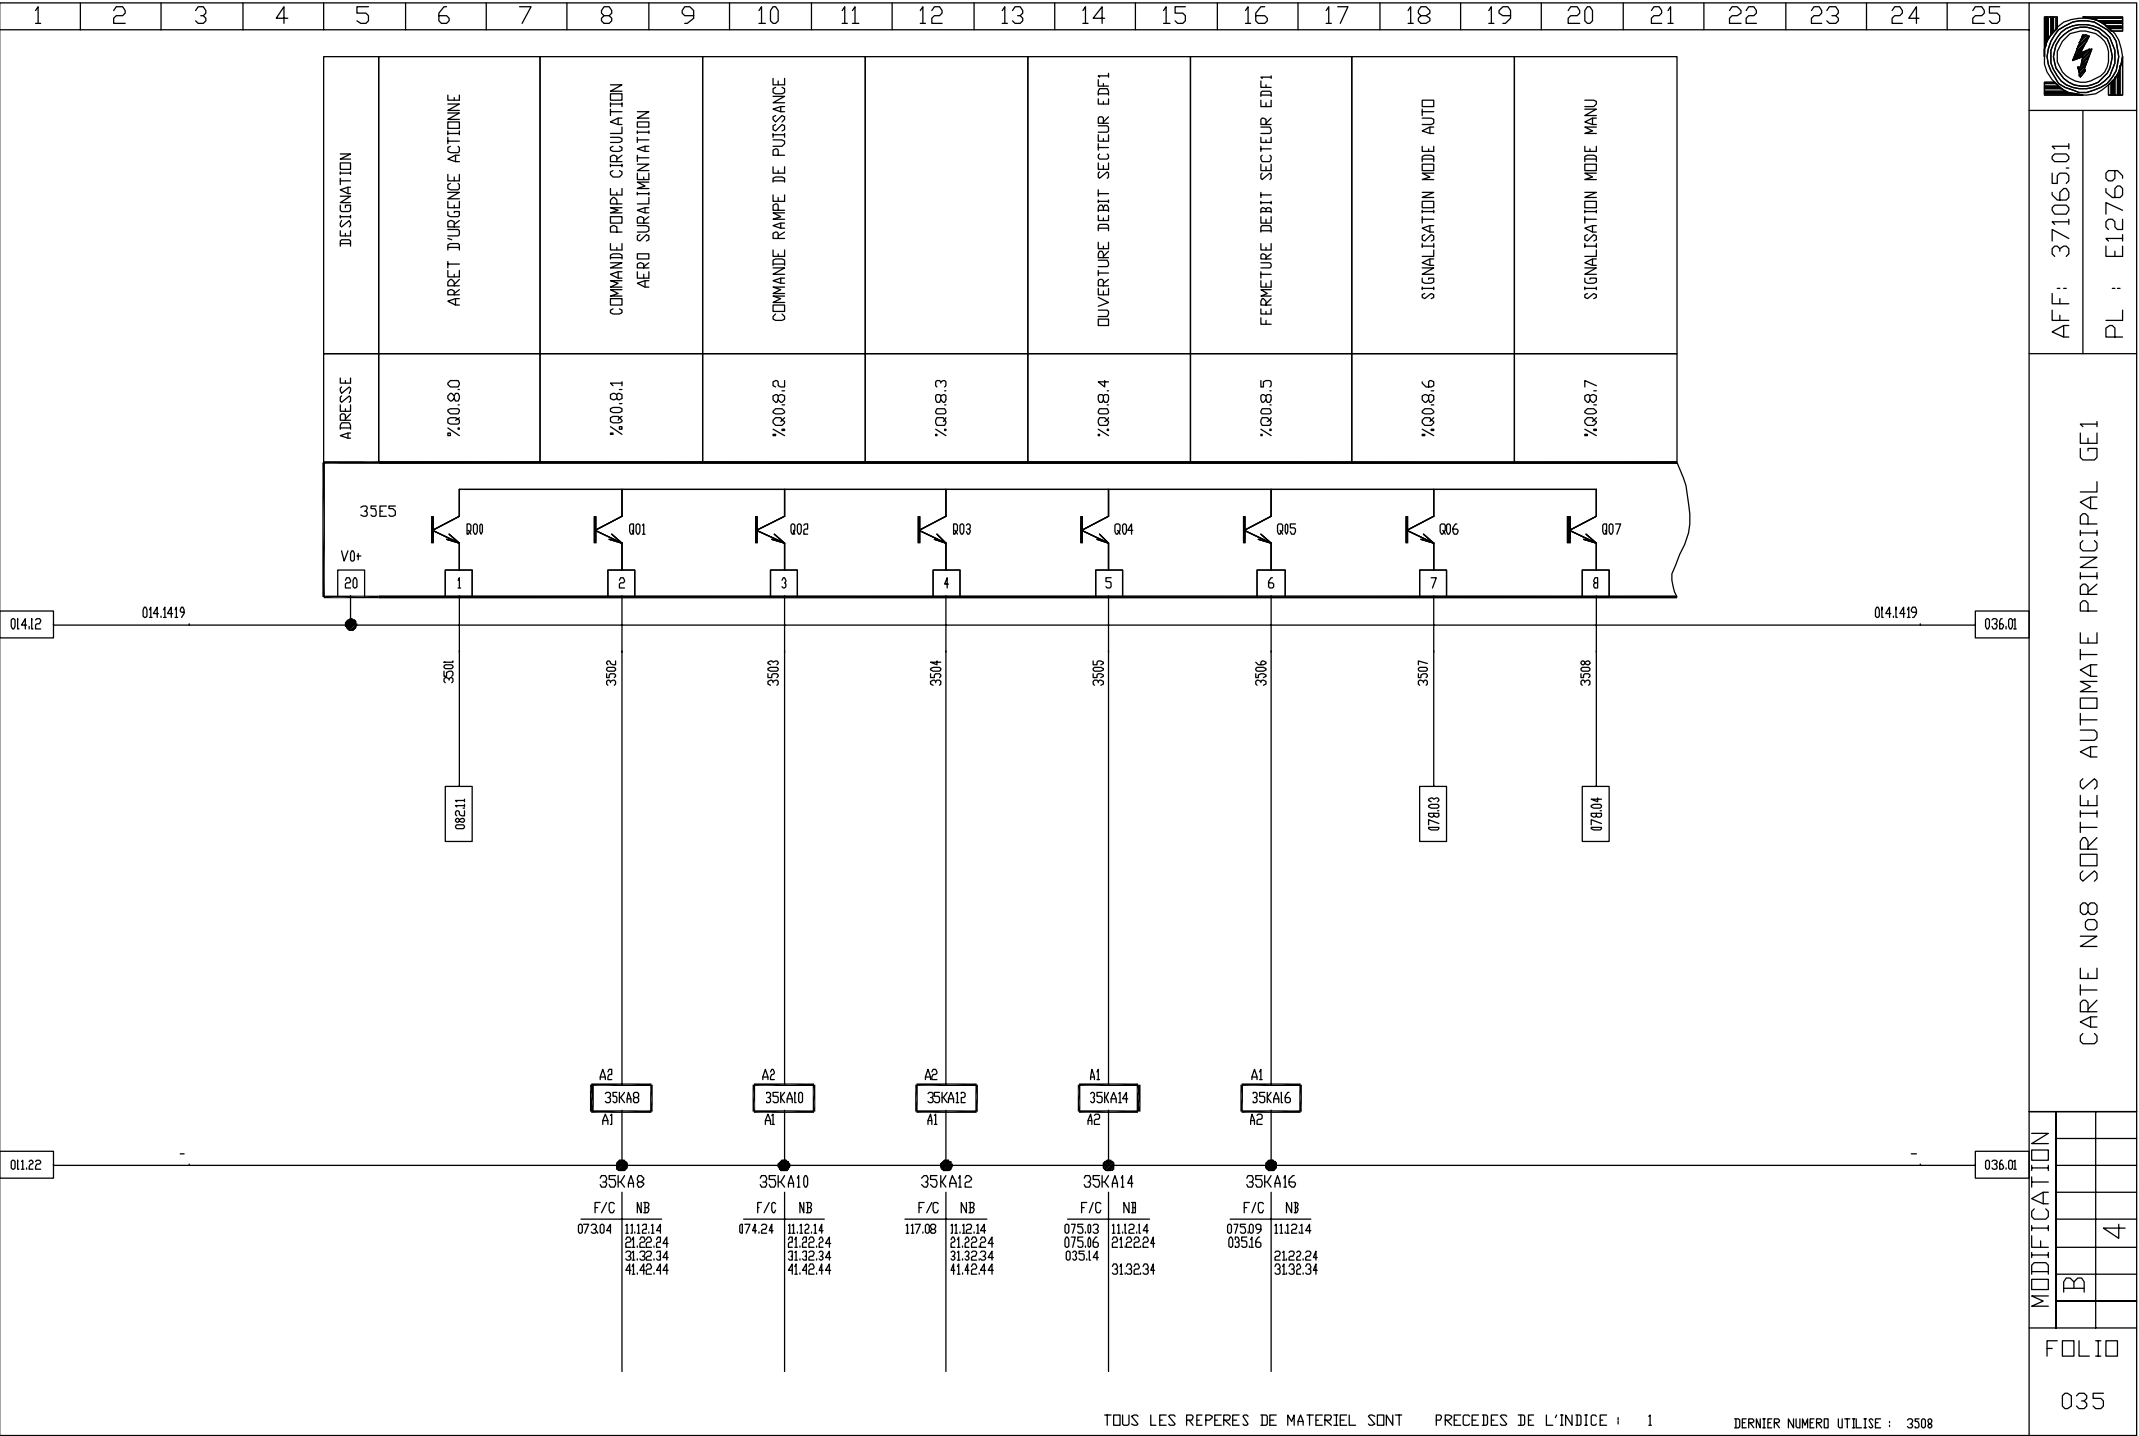 1 2 3 4 5 6 7 8 9 10 11 12 13 14 15 16 17 18 19 20 21 22 23 24 25
DESIGNATION
ARRET D'URGENCE ACTIONNE
COMMANDE POMPE CIRCULATION
AERO SURALIMENTATION
COMMANDE RAMPE DE PUISSANCE
OUVERTURE DEBIT SECTEUR EDF1
FERMETURE DEBIT SECTEUR EDF1
SIGNALISATION MODE AUTO
SIGNALISATION MODE MANU
ADRESSE
%Q0.8.0
%Q0.8.1
%Q0.8.2
%Q0.8.3
%Q0.8.4
%Q0.8.5
%Q0.8.6
%Q0.8.7
35E5
Q00 Q01 Q02 Q03 Q04 Q05 Q06 Q07
V0+
20 1 2 3 4 5 6 7 8
014.12 014.1419 014.1419 036.01
3501 3502 3503 3504 3505 3506 3507 3508
082.11 078.03 078.04
A2 A2 A2 A1 A1
35KA8 35KA10 35KA12 35KA14 35KA16
A1 A1 A1 A2 A2
011.22 - - 036.01
35KA8
F/C NB
073.04 11.12.14
21.22.24
31.32.34
41.42.44
35KA10
F/C NB
074.24 11.12.14
21.22.24
31.32.34
41.42.44
35KA12
F/C NB
117.08 11.12.14
21.22.24
31.32.34
41.42.44
35KA14
F/C NB
075.03 11.12.14
075.06 21.22.24
035.14
31.32.34
35KA16
F/C NB
075.09 11.12.14
035.16
21.22.24
31.32.34
TOUS LES REPERES DE MATERIEL SONT PRECEDES DE L'INDICE : 1
DERNIER NUMERO UTILISE : 3508
AFF: 371065.01
PL : E12769
CARTE No8 SORTIES AUTOMATE PRINCIPAL GE1
MODIFICATION
B
4
FOLIO
035